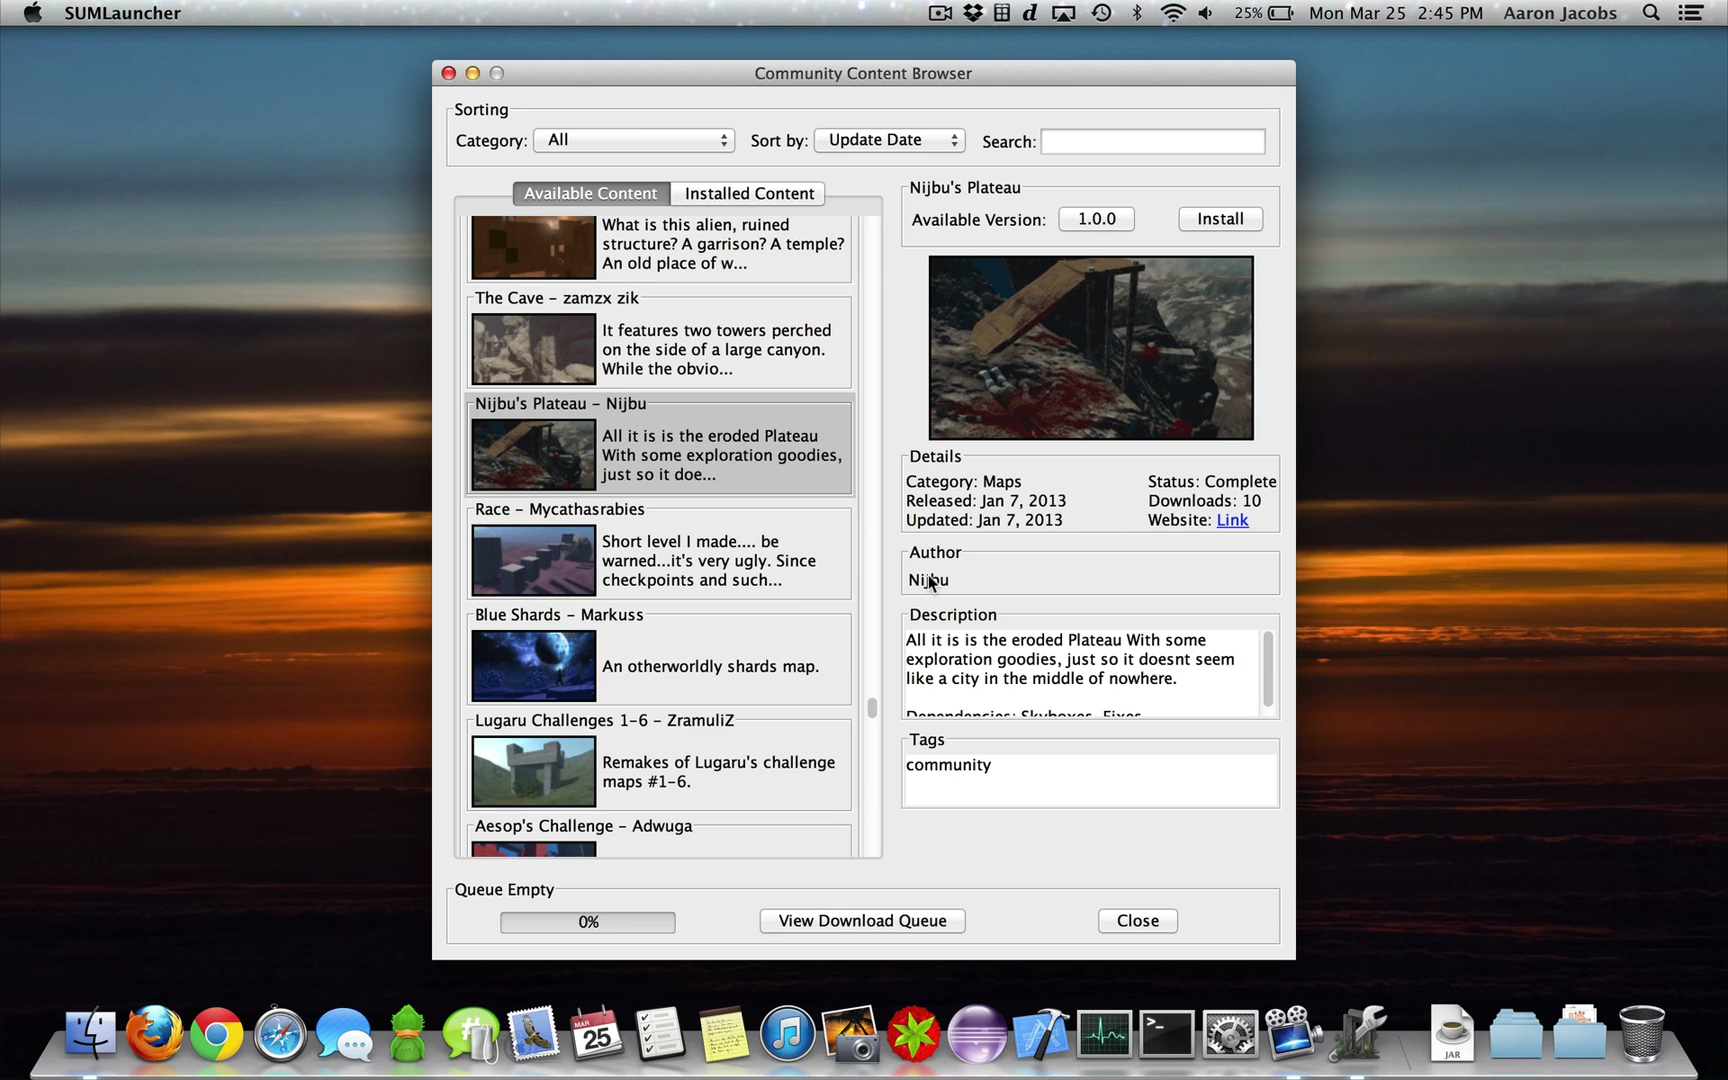 SUMLauncher
d
25%
Mon Mar 25 2:45 PM
Aaron Jacobs
Community Content Browser
Sorting
Category: All
Sort by: Update Date
Search:
Available Content
Installed Content
What is this alien, ruined
structure? A garrison? A temple?
An old place of w...
The Cave - zamzx zik
It features two towers perched
on the side of a large canyon.
While the obvio...
Nijbu's Plateau - Nijbu
All it is is the eroded Plateau
With some exploration goodies,
just so it doe...
Race - Mycathasrabies
Short level I made.... be
warned...it's very ugly. Since
checkpoints and such...
Blue Shards - Markuss
An otherworldly shards map.
Lugaru Challenges 1-6 - ZramuliZ
Remakes of Lugaru's challenge
maps #1-6.
Aesop's Challenge - Adwuga
Nijbu's Plateau
Available Version: 1.0.0
Install
Details
Category: Maps
Status: Complete
Released: Jan 7, 2013
Downloads: 10
Updated: Jan 7, 2013
Website: Link
Author
Nijbu
Description
All it is is the eroded Plateau With some
exploration goodies, just so it doesnt seem
like a city in the middle of nowhere.
Dependencies: Skyboxes, Fixes
Tags
community
Queue Empty
0%
View Download Queue
Close
MAR
25
JAR